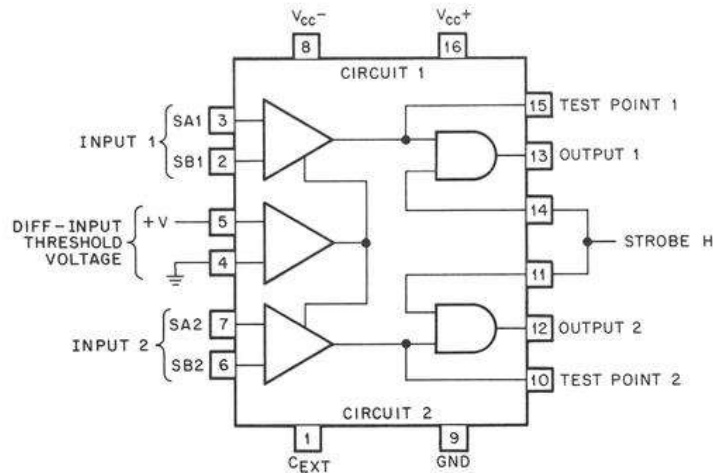 VCC- VCC+
8 16
CIRCUIT 1
15 TEST POINT 1
INPUT 1 SA1 3
SB1 2
13 OUTPUT 1
14
DIFF-INPUT
THRESHOLD
VOLTAGE
+V 5
4
STROBE H
11
INPUT 2 SA2 7
SB2 6
12 OUTPUT 2
10 TEST POINT 2
CIRCUIT 2
1 9
CEXT GND